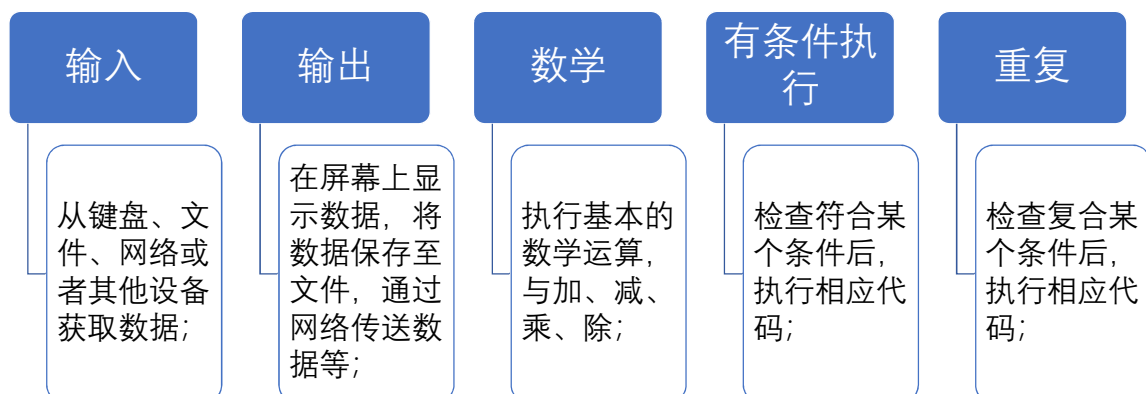 输入
从键盘、文
件、网络或
者其他设备
获取数据;
输出
在屏幕上显
示数据，将
数据保存至
文件，通过
网络传送数
据等;
数学
执行基本的
数学运算，
与加、减、
乘、除;
有条件执
行
检查符合某
个条件后，
执行相应代
码;
重复
检查复合某
个条件后，
执行相应代
码;